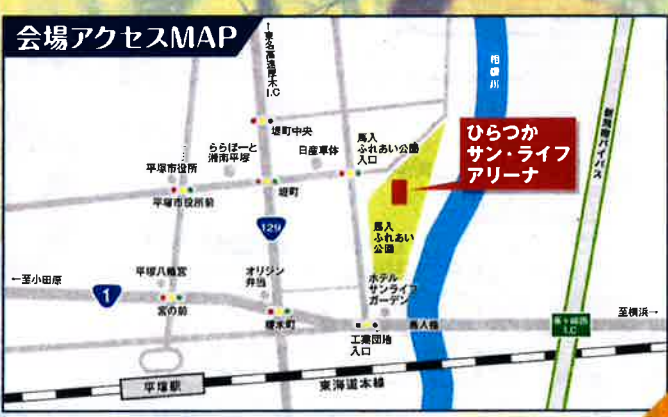 会場アクセスMAP
←東名高速厚木I.C
相模川
新湘南バイパス
堤町中央
ららぽーと
湘南平塚
日産車体
馬入
ふれあい公園
入口
ひらつか
サン・ライフ
アリーナ
平塚市役所
平塚市役所前
堤町
129
馬入
ふれあい
公園
←至小田原
平塚八幡宮
オリジン
弁当
ホテル
サンライフ
ガーデン
1
宮の前
榎木町
工業団地
入口
馬入橋
茅ヶ崎西
I.C
至横浜→
平塚駅
東海道本線